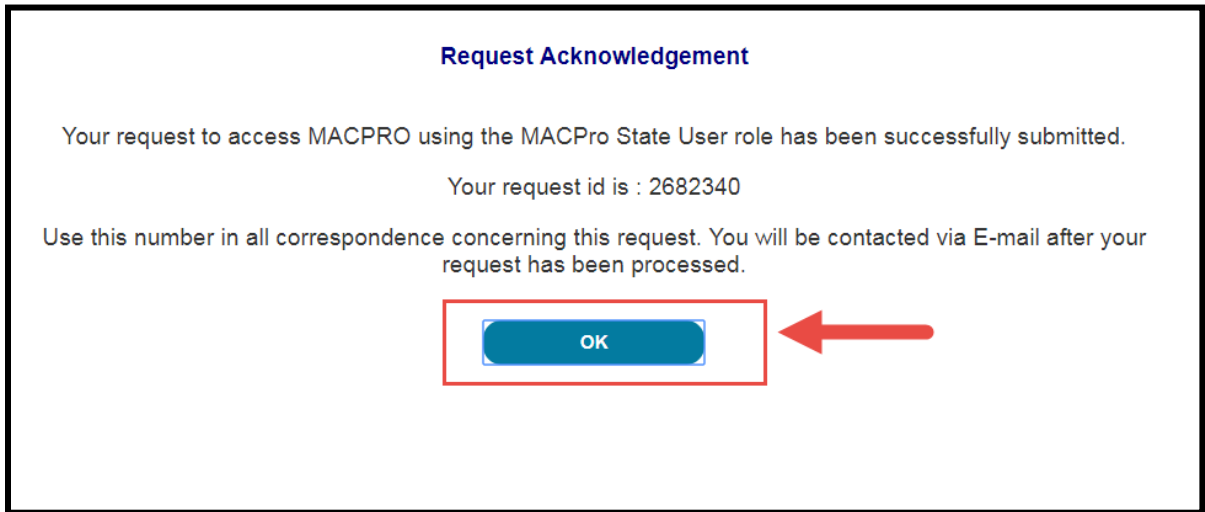 Request Acknowledgement
Your request to access MACPRO using the MACPro State User role has been successfully submitted.
Your request id is : 2682340
Use this number in all correspondence concerning this request. You will be contacted via E-mail after your
request has been processed.
OK